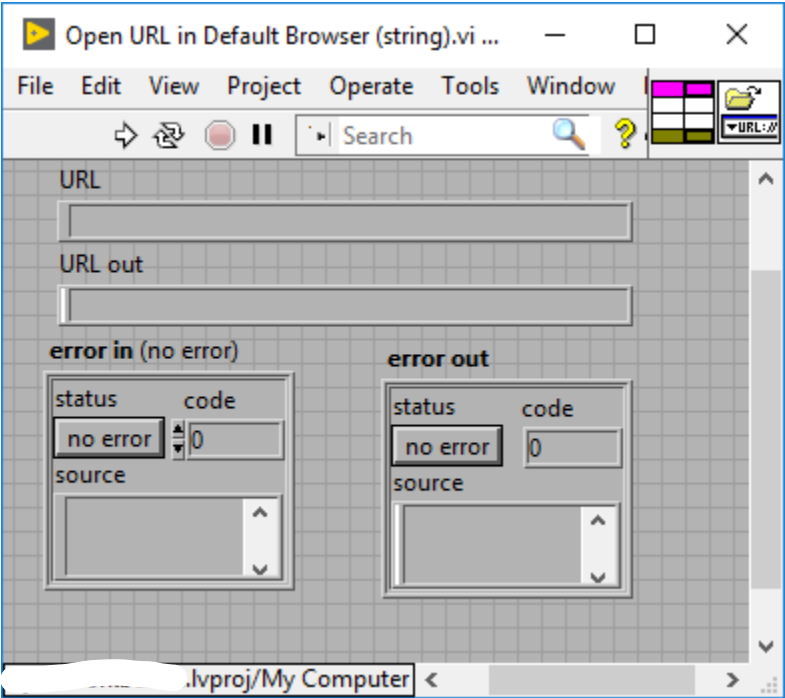 Open URL in Default Browser (string).vi ...
File Edit View Project Operate Tools Window
Search
URL://
URL
URL out
error in (no error)
error out
status code
no error 0
source
status code
no error 0
source
.lvproj/My Computer